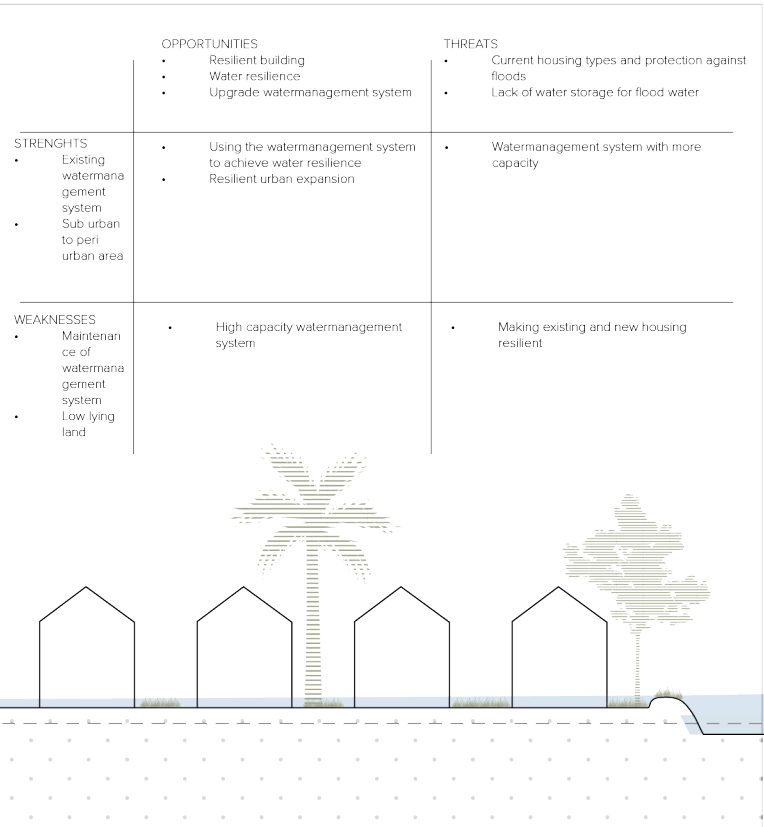 OPPORTUNITIES
• Resilient building
• Water resilience
• Upgrade watermanagement system
THREATS
• Current housing types and protection against
floods
• Lack of water storage for flood water
STRENGHTS
• Existing
watermana
gement
system
• Sub urban
to peri
urban area
• Using the watermanagement system
to achieve water resilience
• Resilient urban expansion
• Watermanagement system with more
capacity
WEAKNESSES
• Maintenan
ce of
watermana
gement
system
• Low lying
land
• High capacity watermanagement
system
• Making existing and new housing
resilient